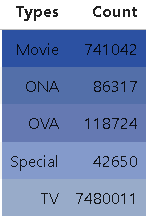 Types Count
Movie 741042
ONA 86317
OVA 118724
Special 42650
TV 7480011